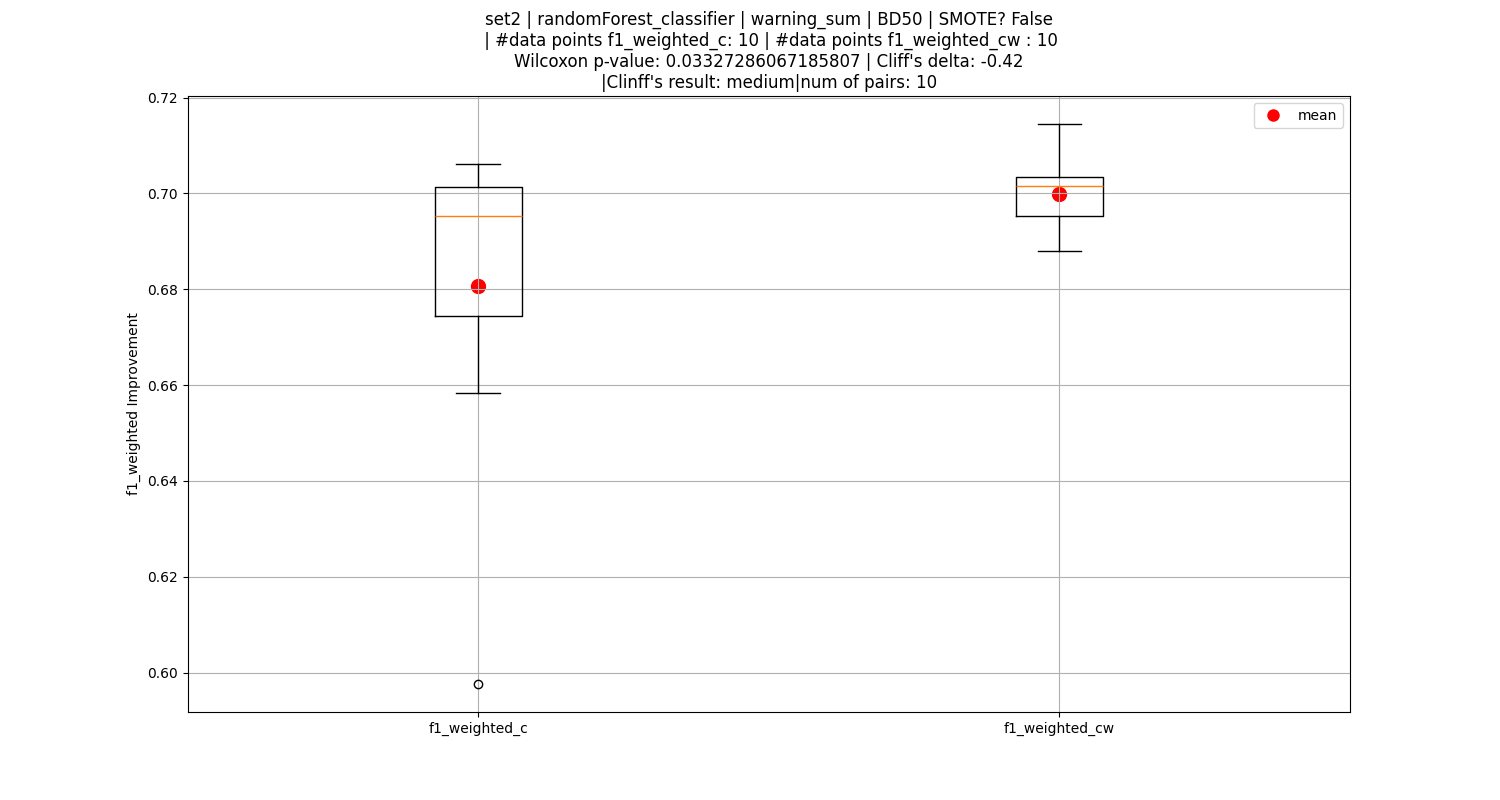 set2 | randomForest_classifier | warning_sum | BD50 | SMOTE? False
| #data points f1_weighted_c: 10 | #data points f1_weighted_cw : 10
Wilcoxon p-value: 0.03327286067185807 | Cliff's delta: -0.42
|Clinff's result: medium|num of pairs: 10
mean
0.72
0.70
0.68
0.66
0.64
0.62
0.60
f1_weighted Improvement
f1_weighted_c
f1_weighted_cw